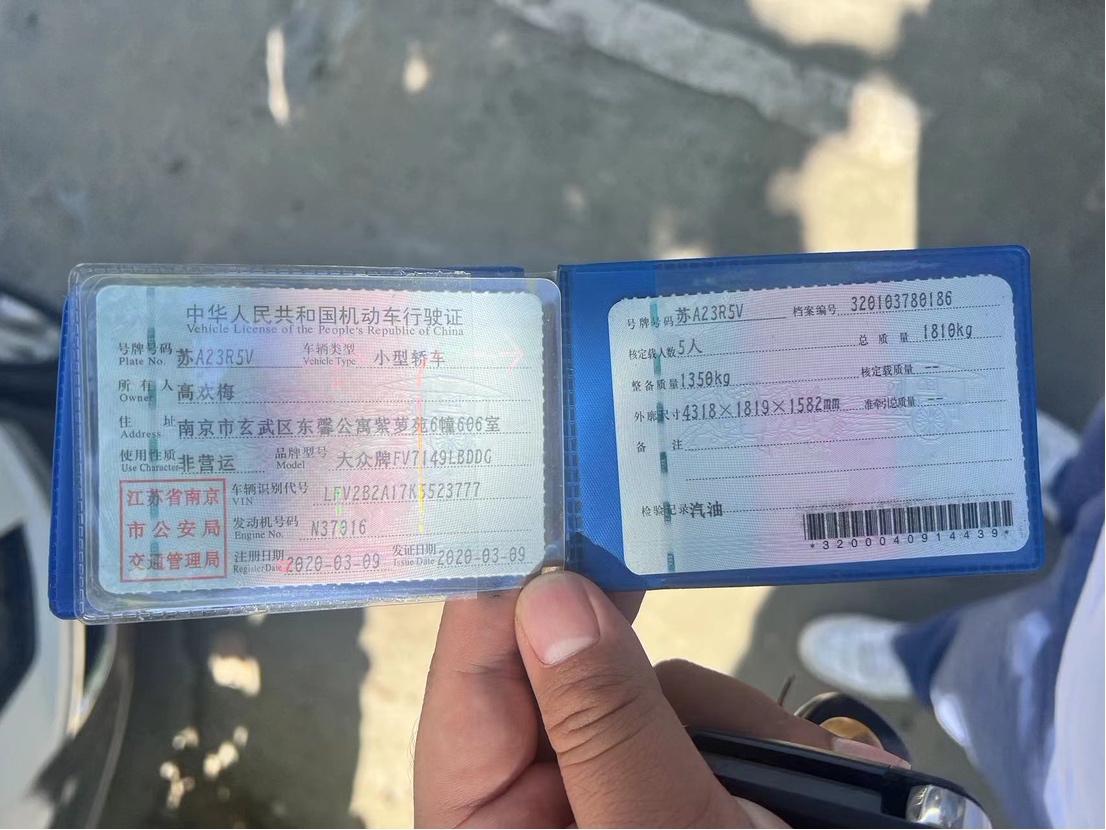 中华人民共和国机动车行驶证
Vehicle License of the People's Republic of China
号牌号码 苏A23R5V 车辆类型 小型轿车
Plate No. Vehicle Type
所有人 高欢梅
Owner
住址 南京市玄武区东馨公寓紫萝苑6幢606室
Address
使用性质 非营运 品牌型号 大众牌FV7149LBDDG
Use Character Model
江苏省南京
市公安局
交通管理局
车辆识别代号 LFV2B2A17K5523777
VIN
发动机号码 N37916
Engine No.
注册日期 2020-03-09 发证日期 2020-03-09
Register Date Issue Date
号牌号码 苏A23R5V 档案编号 320103780186
核定载人数 5人 总质量 1810kg
整备质量 1350kg 核定载质量 --
外廓尺寸 4318×1819×1582mm 准牵引总质量 --
备注
检验记录 汽油
*3200040914439*